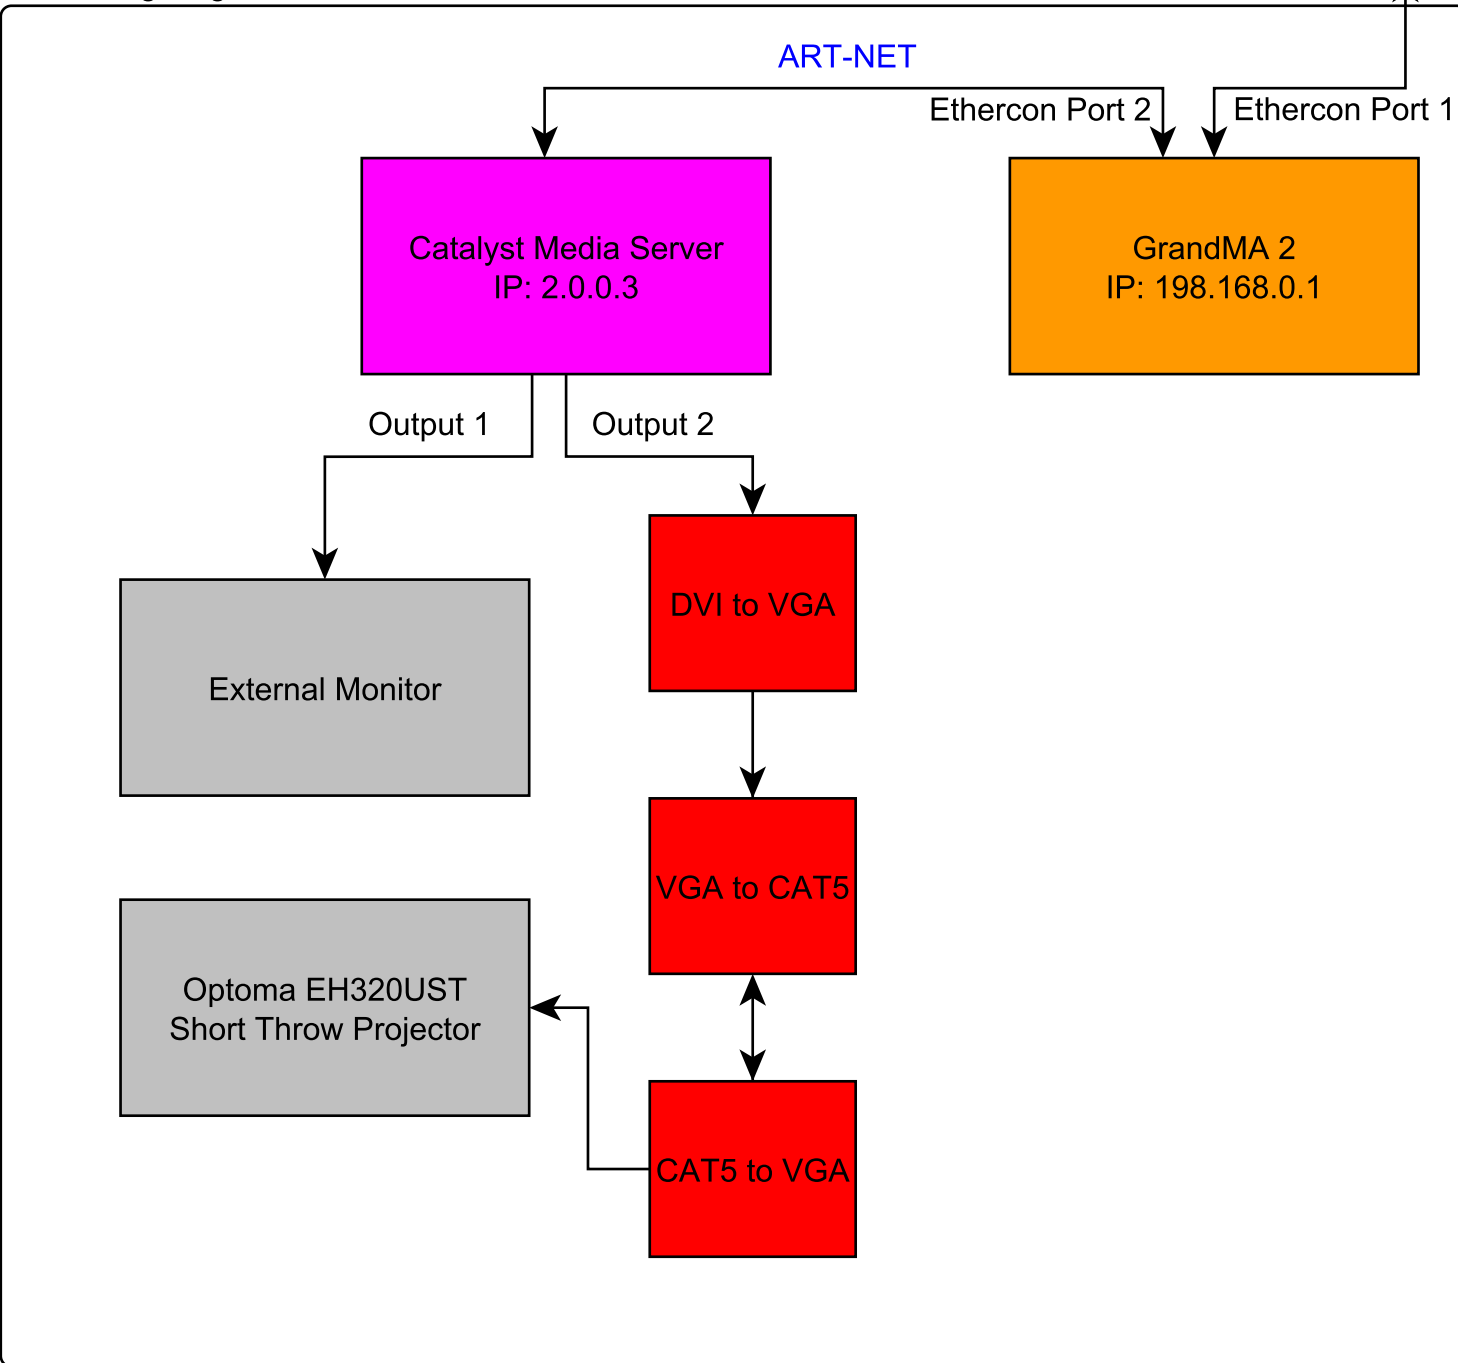 ART-NET
Ethercon Port 2
Ethercon Port 1
Catalyst Media Server
IP: 2.0.0.3
GrandMA 2
IP: 198.168.0.1
Output 1
Output 2
DVI to VGA
External Monitor
VGA to CAT5
Optoma EH320UST
Short Throw Projector
CAT5 to VGA